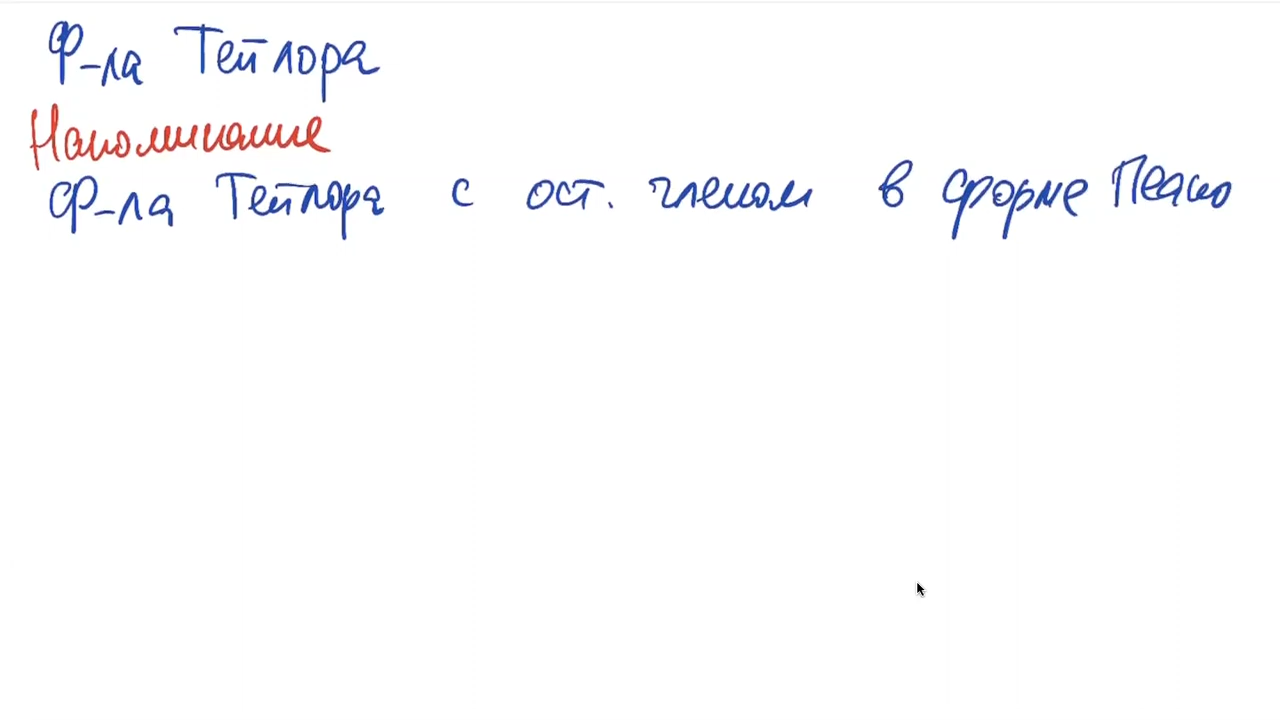 Ф-ла Тейлора
Напоминание
Ф-ла Тейлора с ост. членом в форме Пеано